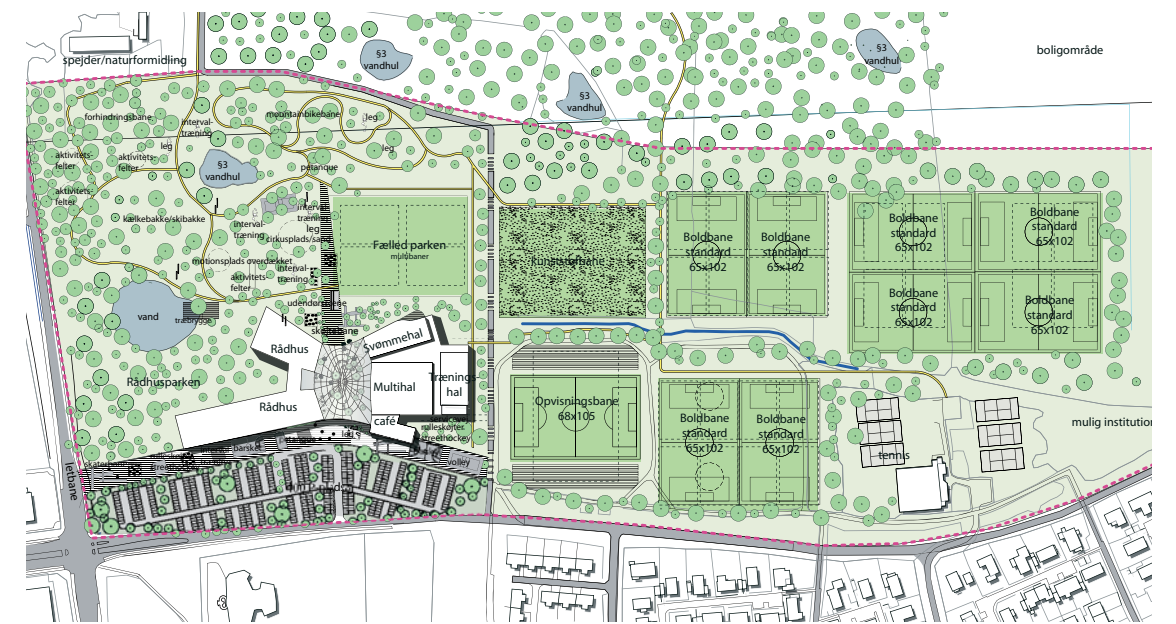 spejder/naturformidling
§3
vandhul
§3
vandhul
boligområde
§3
vandhul
forhindringsbane
interval-
træning
mountainbikebane
leg
leg
leg
aktivitets-
felter
aktivitets-
felter
§3
vandhul
petanque
aktivitets-
felter
kælkebakke/skibakke
interval-
træning
leg
cirkusplads/sand
interval-
træning
motionsplads overdækket
interval-
træning
aktivitets-
felter
Fælled parken
multibaner
kunststofbane
Boldbane
standard
65x102
Boldbane
standard
65x102
Boldbane
standard
65x102
Boldbane
standard
65x102
Boldbane
standard
65x102
Boldbane
standard
65x102
vand
træbrygge
skaterbane
Svømmehal
Rådhus
Multihal
Trænings
hal
Rådhusparken
Rådhus
café
Opvisningsbane
68x105
Boldbane
standard
65x102
Boldbane
standard
65x102
rulleskøjter
streethockey
volley
tennis
mulig institution
letbane